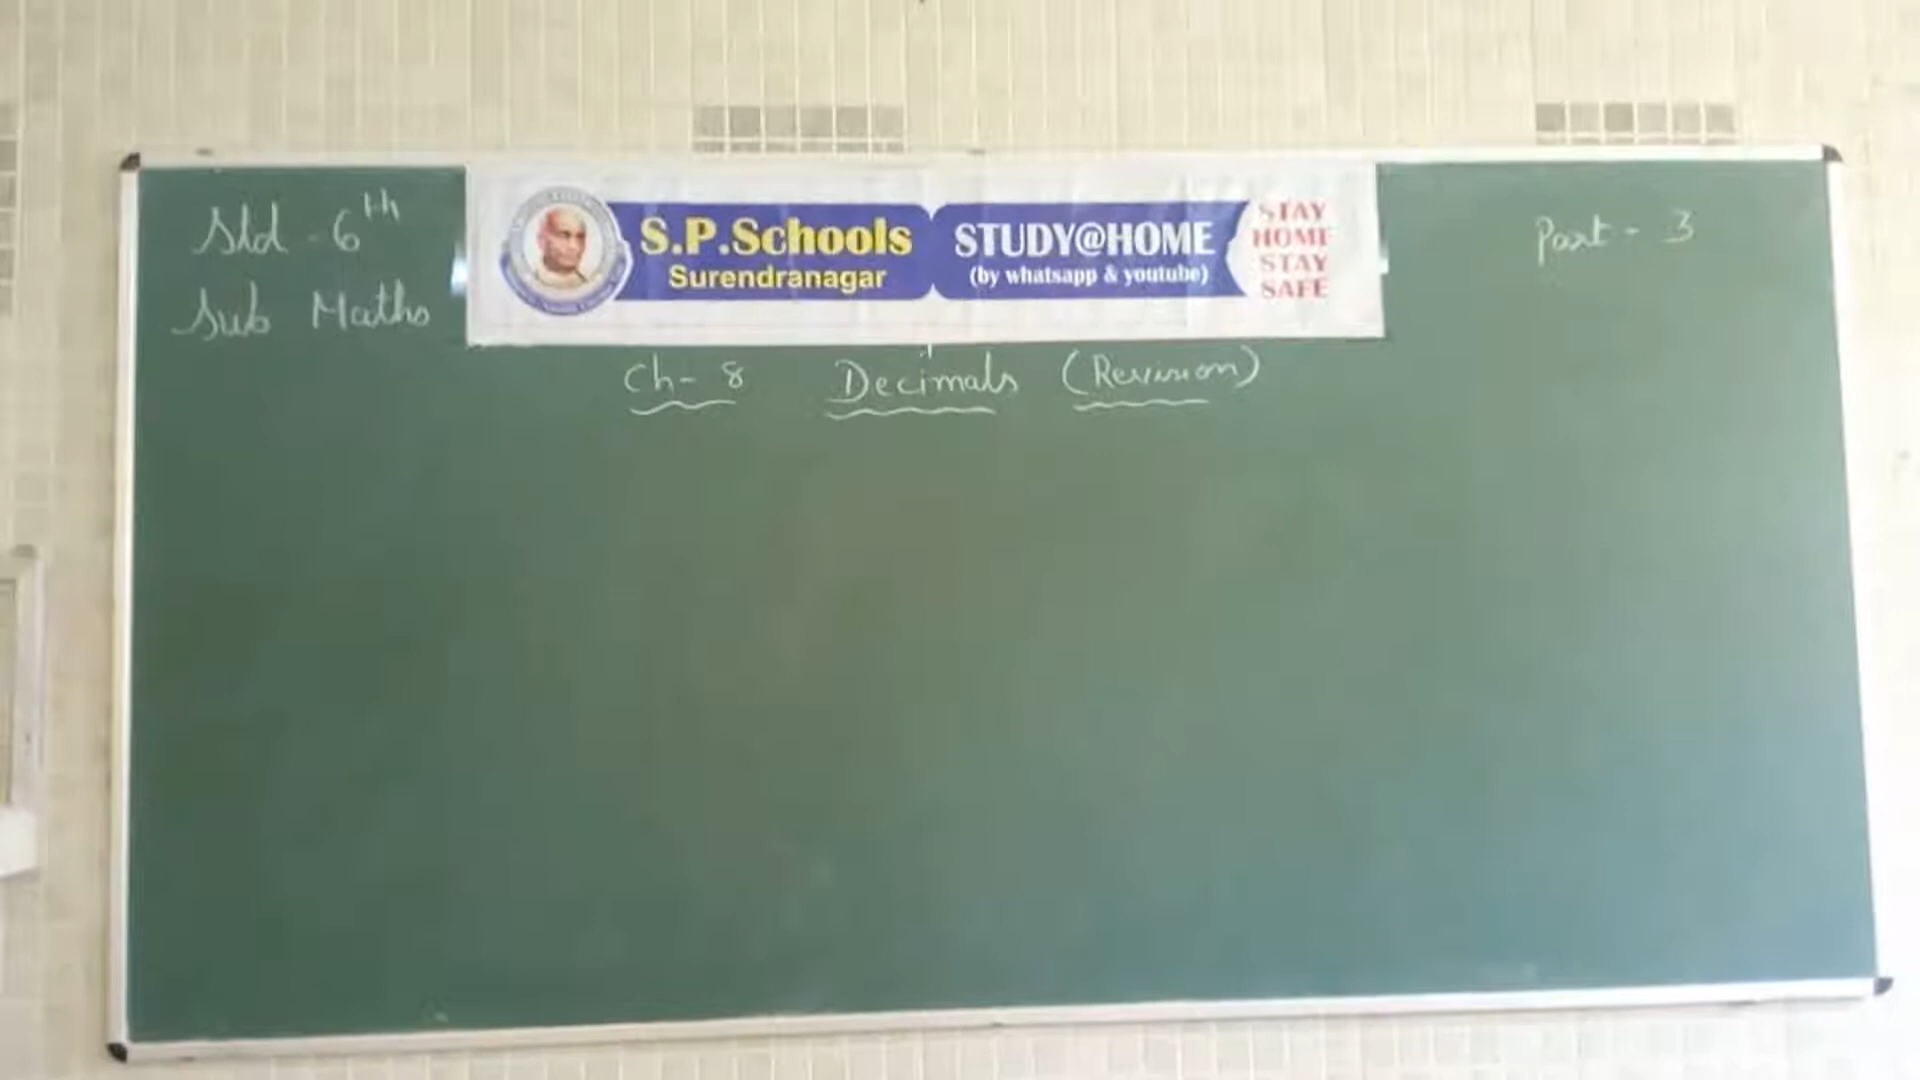 Std - 6th
Sub Maths
S.P.Schools
Surendranagar
STUDY@HOME
(by whatsapp & youtube)
STAY
HOME
STAY
SAFE
Part - 3
Ch- 8 Decimals (Revision)